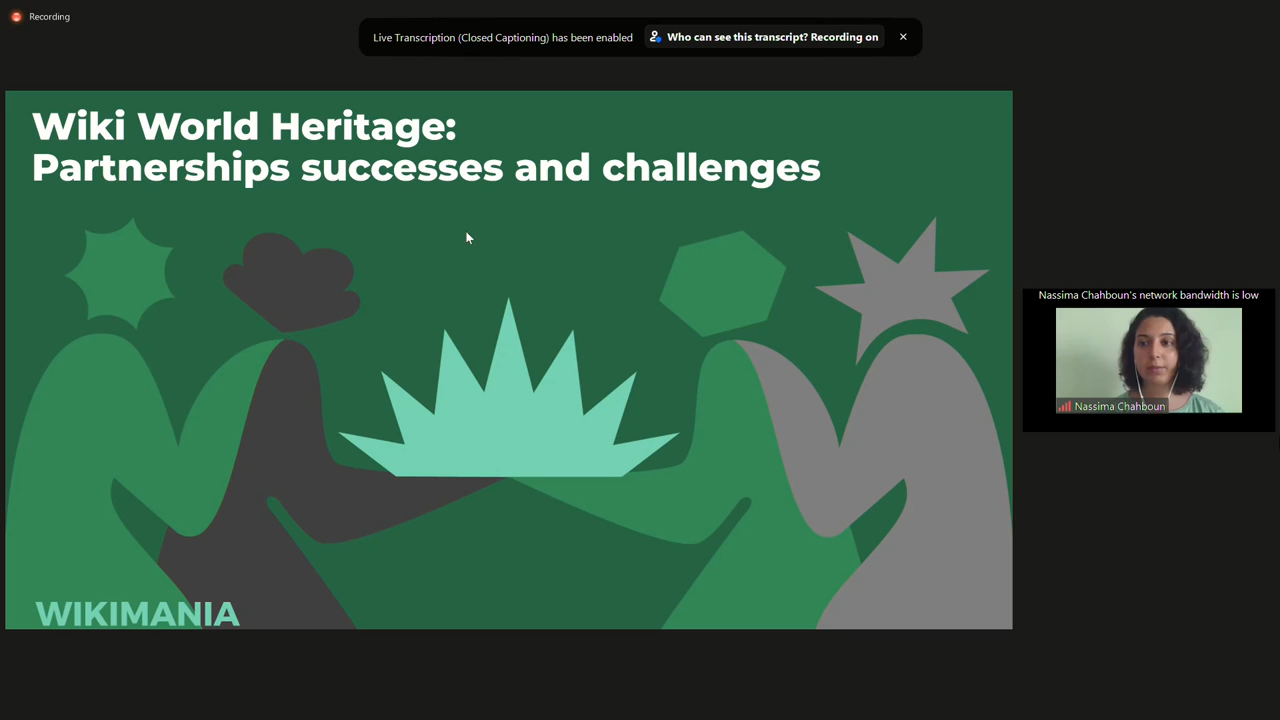 Recording
Live Transcription (Closed Captioning) has been enabled
Who can see this transcript? Recording on
Wiki World Heritage:
Partnerships successes and challenges
Nassima Chahboun's network bandwidth is low
Nassima Chahboun
WIKIMANIA